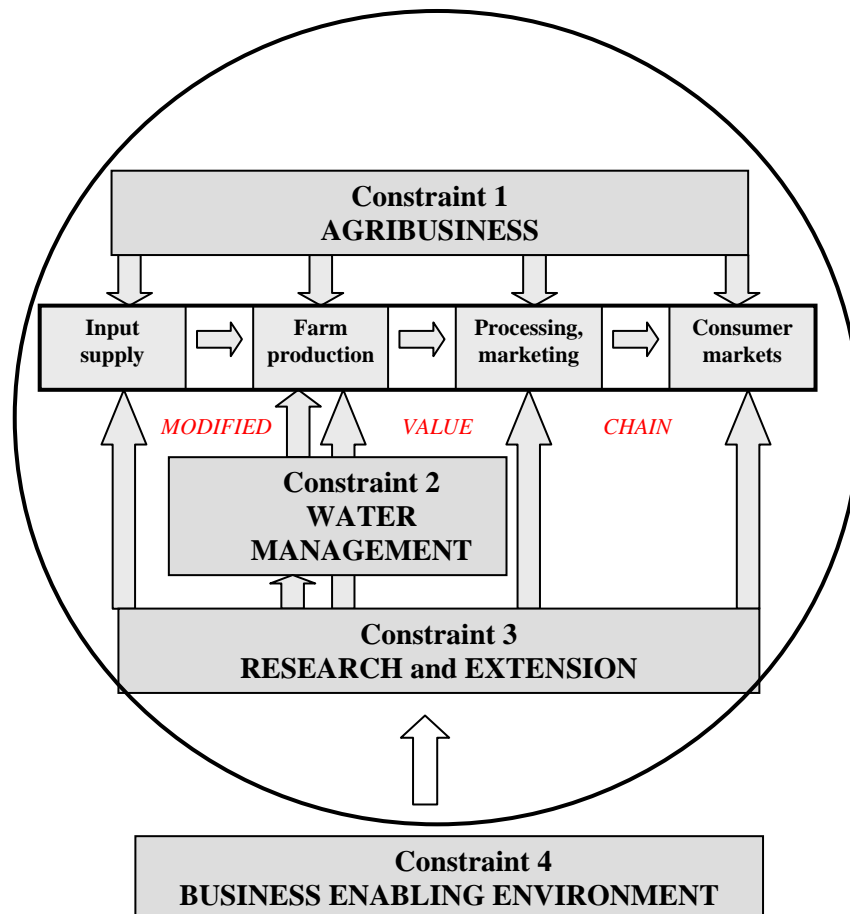 Constraint 1
AGRIBUSINESS
Input
supply
Farm
production
Processing,
marketing
Consumer
markets
MODIFIED VALUE CHAIN
Constraint 2
WATER
MANAGEMENT
Constraint 3
RESEARCH and EXTENSION
Constraint 4
BUSINESS ENABLING ENVIRONMENT